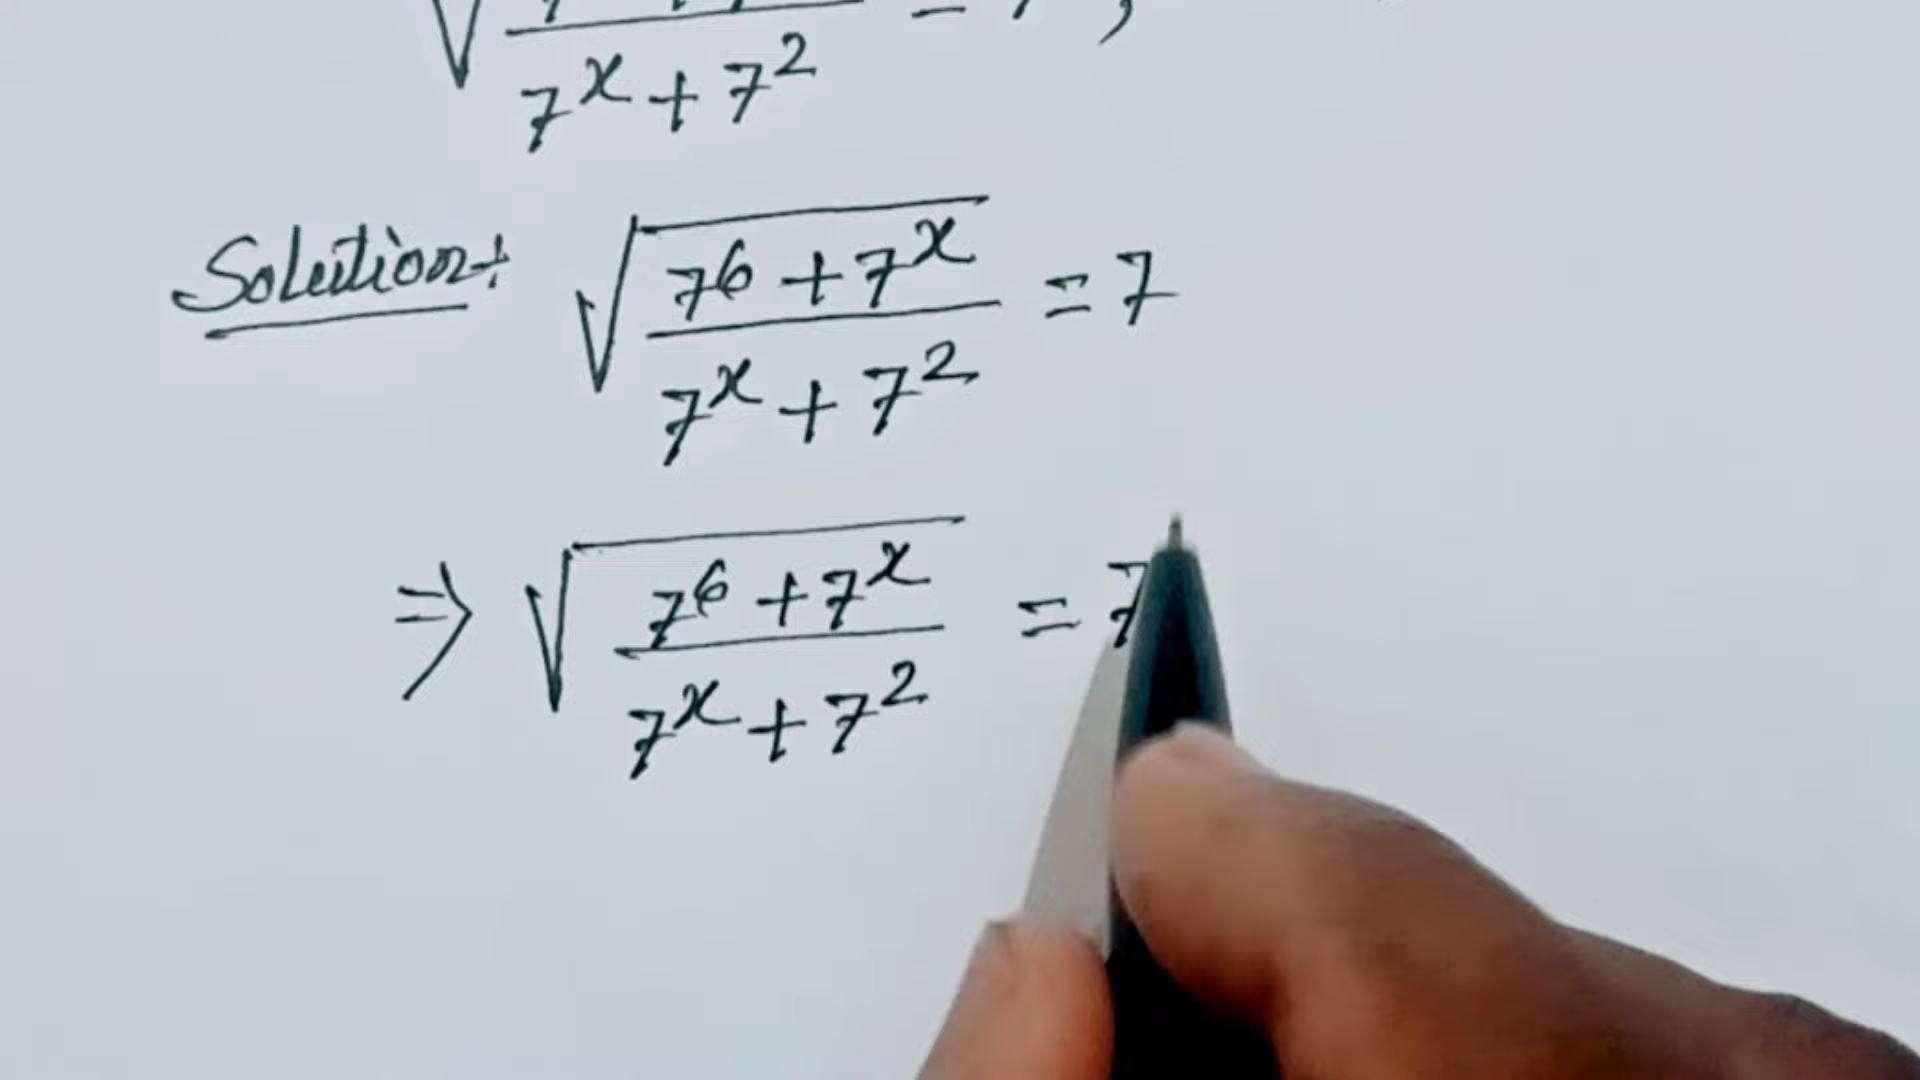 √ 7^x + 7^2
Solution: √((7^6 + 7^x)/(7^x + 7^2)) = 7
⇒ √((7^6 + 7^x)/(7^x + 7^2)) = 7